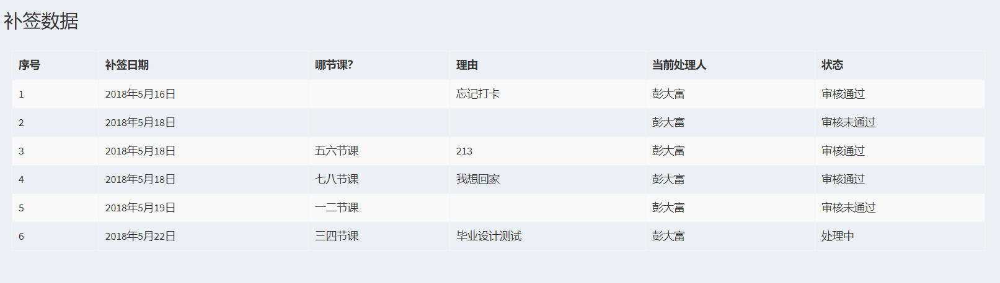 补签数据
序号 补签日期 哪节课? 理由 当前处理人 状态
1 2018年5月16日 忘记打卡 彭大富 审核通过
2 2018年5月18日 彭大富 审核未通过
3 2018年5月18日 五六节课 213 彭大富 审核通过
4 2018年5月18日 七八节课 我想回家 彭大富 审核通过
5 2018年5月19日 一二节课 彭大富 审核未通过
6 2018年5月22日 三四节课 毕业设计测试 彭大富 处理中